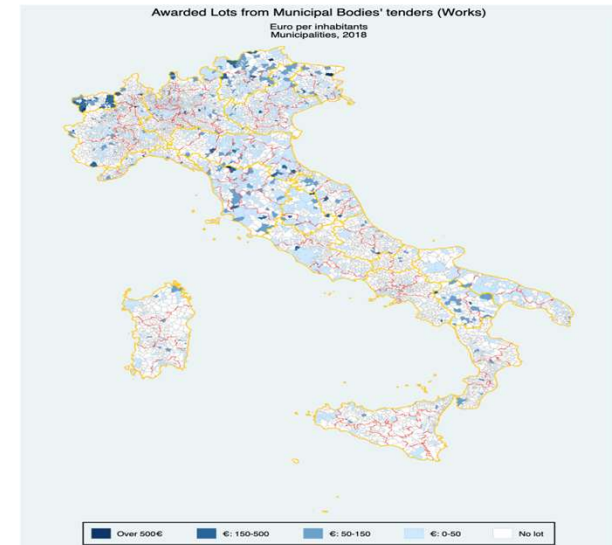 Awarded Lots from Municipal Bodies' tenders (Works)
Euro per inhabitants
Municipalities, 2018
Over 500€ €: 150-500 €: 50-150 €: 0-50 No lot